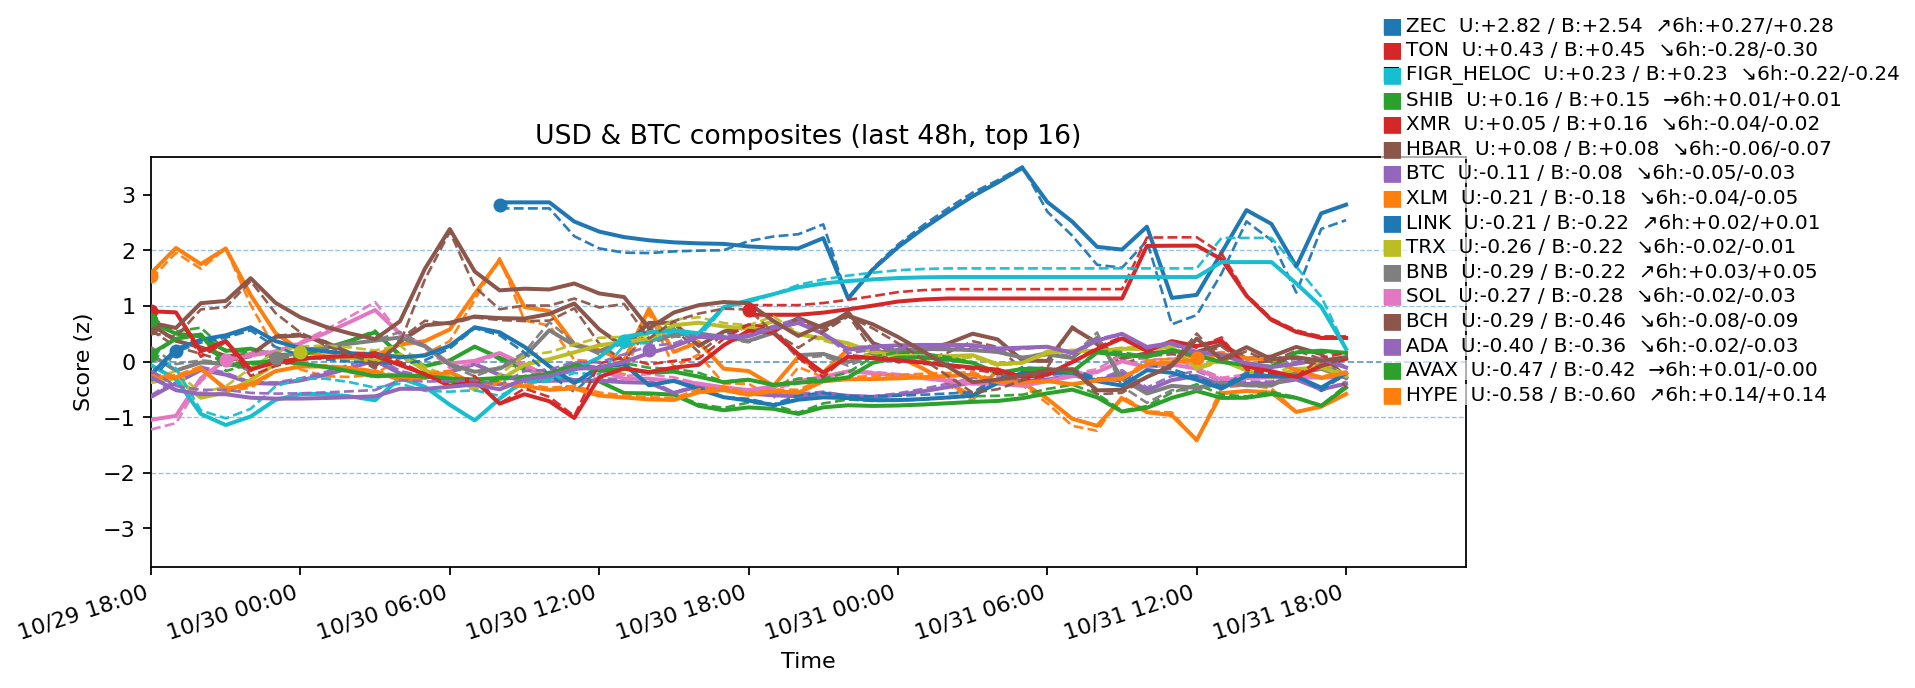 ZEC U:+2.82 / B:+2.54 ↗6h:+0.27/+0.28
TON U:+0.43 / B:+0.45 ↘6h:-0.28/-0.30
FIGR_HELOC U:+0.23 / B:+0.23 ↘6h:-0.22/-0.24
SHIB U:+0.16 / B:+0.15 →6h:+0.01/+0.01
XMR U:+0.05 / B:+0.16 ↘6h:-0.04/-0.02
HBAR U:+0.08 / B:+0.08 ↘6h:-0.06/-0.07
BTC U:-0.11 / B:-0.08 ↘6h:-0.05/-0.03
XLM U:-0.21 / B:-0.18 ↘6h:-0.04/-0.05
LINK U:-0.21 / B:-0.22 ↗6h:+0.02/+0.01
TRX U:-0.26 / B:-0.22 ↘6h:-0.02/-0.01
BNB U:-0.29 / B:-0.22 ↗6h:+0.03/+0.05
SOL U:-0.27 / B:-0.28 ↘6h:-0.02/-0.03
BCH U:-0.29 / B:-0.46 ↘6h:-0.08/-0.09
ADA U:-0.40 / B:-0.36 ↘6h:-0.02/-0.03
AVAX U:-0.47 / B:-0.42 →6h:+0.01/-0.00
HYPE U:-0.58 / B:-0.60 ↗6h:+0.14/+0.14
USD & BTC composites (last 48h, top 16)
Score (z)
3
2
1
0
−1
−2
−3
10/29 18:00
10/30 00:00
10/30 06:00
10/30 12:00
10/30 18:00
10/31 00:00
10/31 06:00
10/31 12:00
10/31 18:00
Time